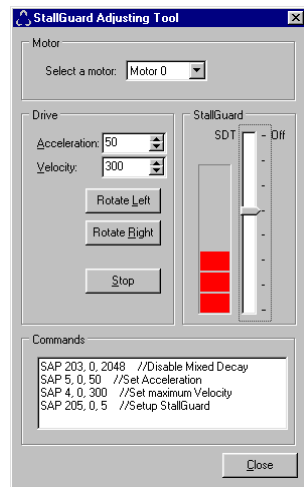 StallGuard Adjusting Tool
Motor
Select a motor: Motor 0
Drive
Acceleration: 50
Velocity: 300
Rotate Left
Rotate Right
Stop
StallGuard
SDT - Off
Commands
SAP 203, 0, 2048 //Disable Mixed Decay
SAP 5, 0, 50 //Set Acceleration
SAP 4, 0, 300 //Set maximum Velocity
SAP 205, 0, 5 //Setup StallGuard
Close